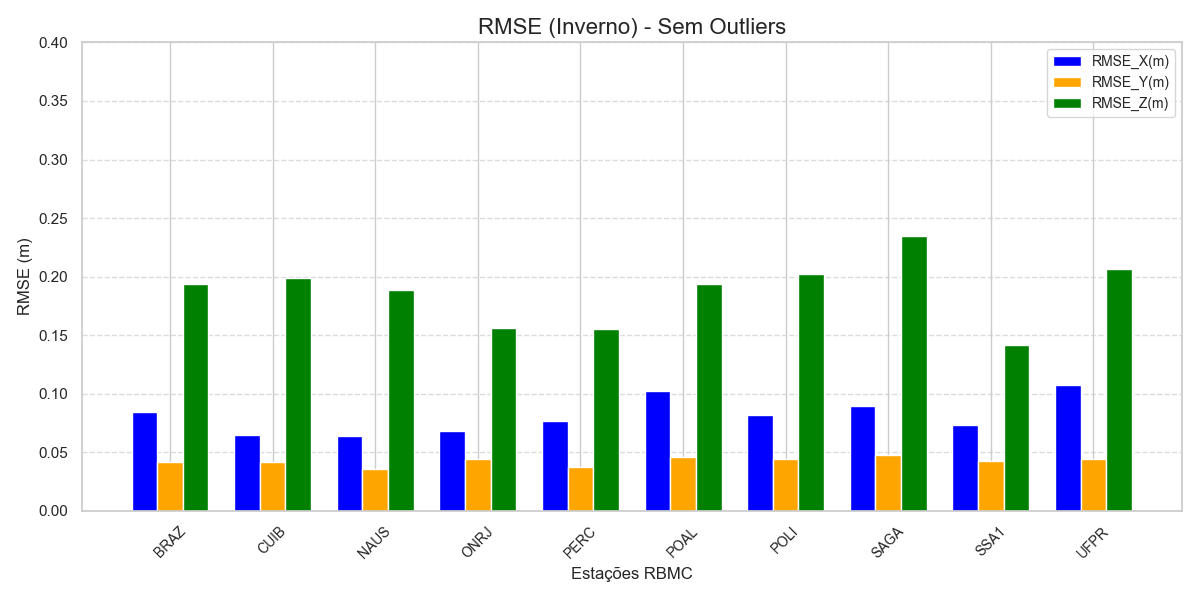 RMSE (Inverno) - Sem Outliers
RMSE_X(m)
RMSE_Y(m)
RMSE_Z(m)
RMSE (m)
0.40
0.35
0.30
0.25
0.20
0.15
0.10
0.05
0.00
BRAZ
CUIB
NAUS
ONRJ
PERC
POAL
POLI
SAGA
SSA1
UFPR
Estações RBMC